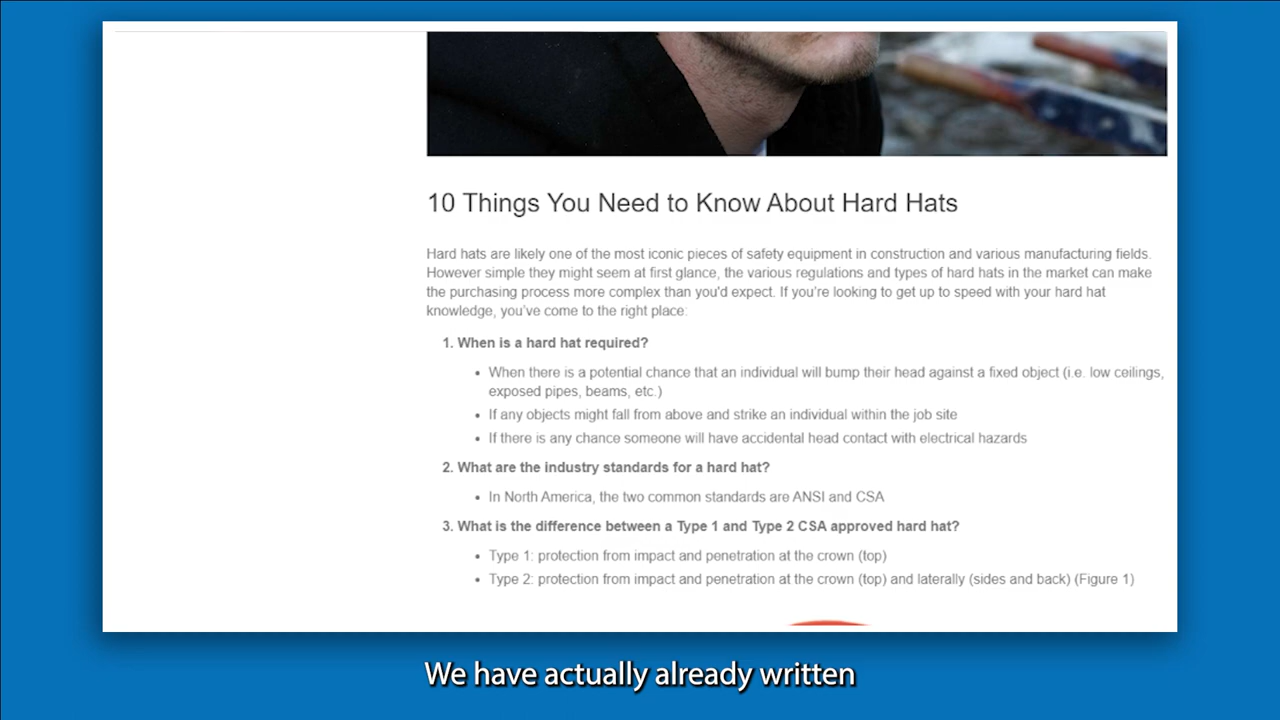 10 Things You Need to Know About Hard Hats
Hard hats are likely one of the most iconic pieces of safety equipment in construction and various manufacturing fields.
However simple they might seem at first glance, the various regulations and types of hard hats in the market can make
the purchasing process more complex than you'd expect. If you're looking to get up to speed with your hard hat
knowledge, you've come to the right place:
1. When is a hard hat required?
• When there is a potential chance that an individual will bump their head against a fixed object (i.e. low ceilings,
exposed pipes, beams, etc.)
• If any objects might fall from above and strike an individual within the job site
• If there is any chance someone will have accidental head contact with electrical hazards
2. What are the industry standards for a hard hat?
• In North America, the two common standards are ANSI and CSA
3. What is the difference between a Type 1 and Type 2 CSA approved hard hat?
• Type 1: protection from impact and penetration at the crown (top)
• Type 2: protection from impact and penetration at the crown (top) and laterally (sides and back) (Figure 1)
We have actually already written